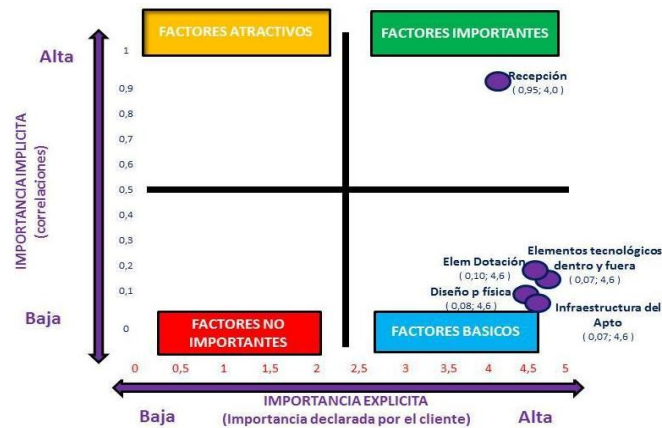 FACTORES ATRACTIVOS
FACTORES IMPORTANTES
Alta
1
Recepción
( 0,95; 4,0 )
0,9
0,8
0,7
0,6
0,5
0,4
0,3
0,2
0,1
0
IMPORTANCIA IMPLICITA
(correlaciones)
Elem Dotación
( 0,10; 4,6 )
Elementos tecnológicos
dentro y fuera
( 0,07; 4,6 )
Diseño p física
( 0,08; 4,6 )
Infraestructura del
Apto
( 0,07; 4,6 )
Baja
FACTORES NO
IMPORTANTES
FACTORES BASICOS
0 0,5 1 1,5 2 2,5 3 3,5 4 4,5 5
IMPORTANCIA EXPLICITA
Baja
(Importancia declarada por el cliente)
Alta